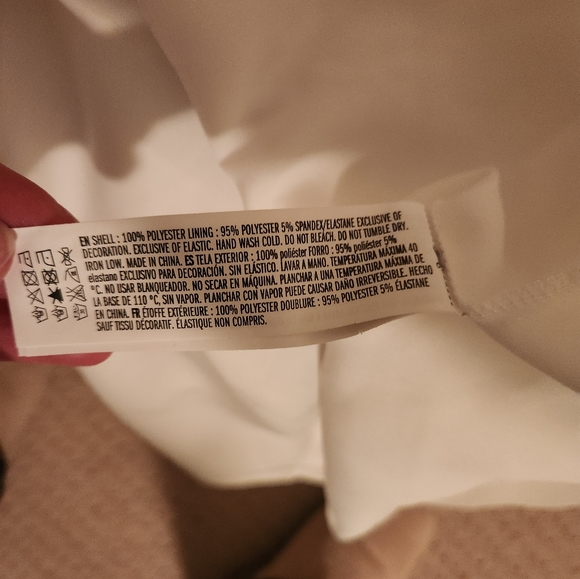 EN SHELL : 100% POLYESTER LINING : 95% POLYESTER 5% SPANDEX/ELASTANE EXCLUSIVE OF
DECORATION. EXCLUSIVE OF ELASTIC. HAND WASH COLD. DO NOT BLEACH. DO NOT TUMBLE DRY.
IRON LOW. MADE IN CHINA. ES TELA EXTERIOR : 100% poliéster FORRO : 95% poliéster 5%
elastano EXCLUSIVO PARA DECORACIÓN. SIN ELÁSTICO. LAVAR A MANO. TEMPERATURA MÁXIMA 40
°C. NO USAR BLANQUEADOR. NO SECAR EN MÁQUINA. PLANCHAR A UNA TEMPERATURA MÁXIMA DE
LA BASE DE 110 °C, SIN VAPOR. PLANCHAR CON VAPOR PUEDE CAUSAR DAÑO IRREVERSIBLE. HECHO
EN CHINA. FR ÉTOFFE EXTÉRIEURE : 100% POLYESTER DOUBLURE : 95% POLYESTER 5% ÉLASTANE
SAUF TISSU DÉCORATIF. ÉLASTIQUE NON COMPRIS.